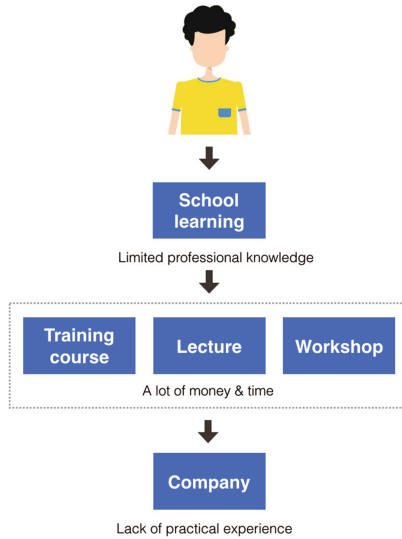 School
learning
Limited professional knowledge
Training
course
Lecture
Workshop
A lot of money & time
Company
Lack of practical experience